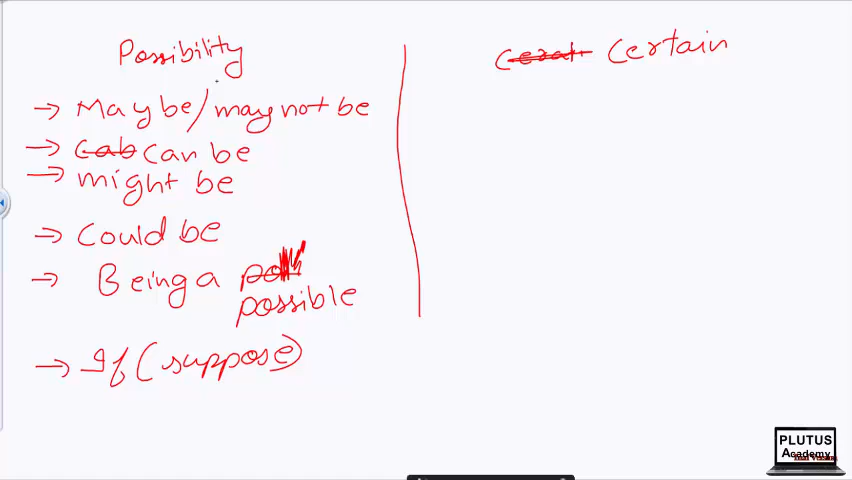 Possibility
→ May be/may not be
→ can be
→ might be
→ Could be
→ Being a
possible
→ If (suppose)
Certain
PLUTUS
Academy